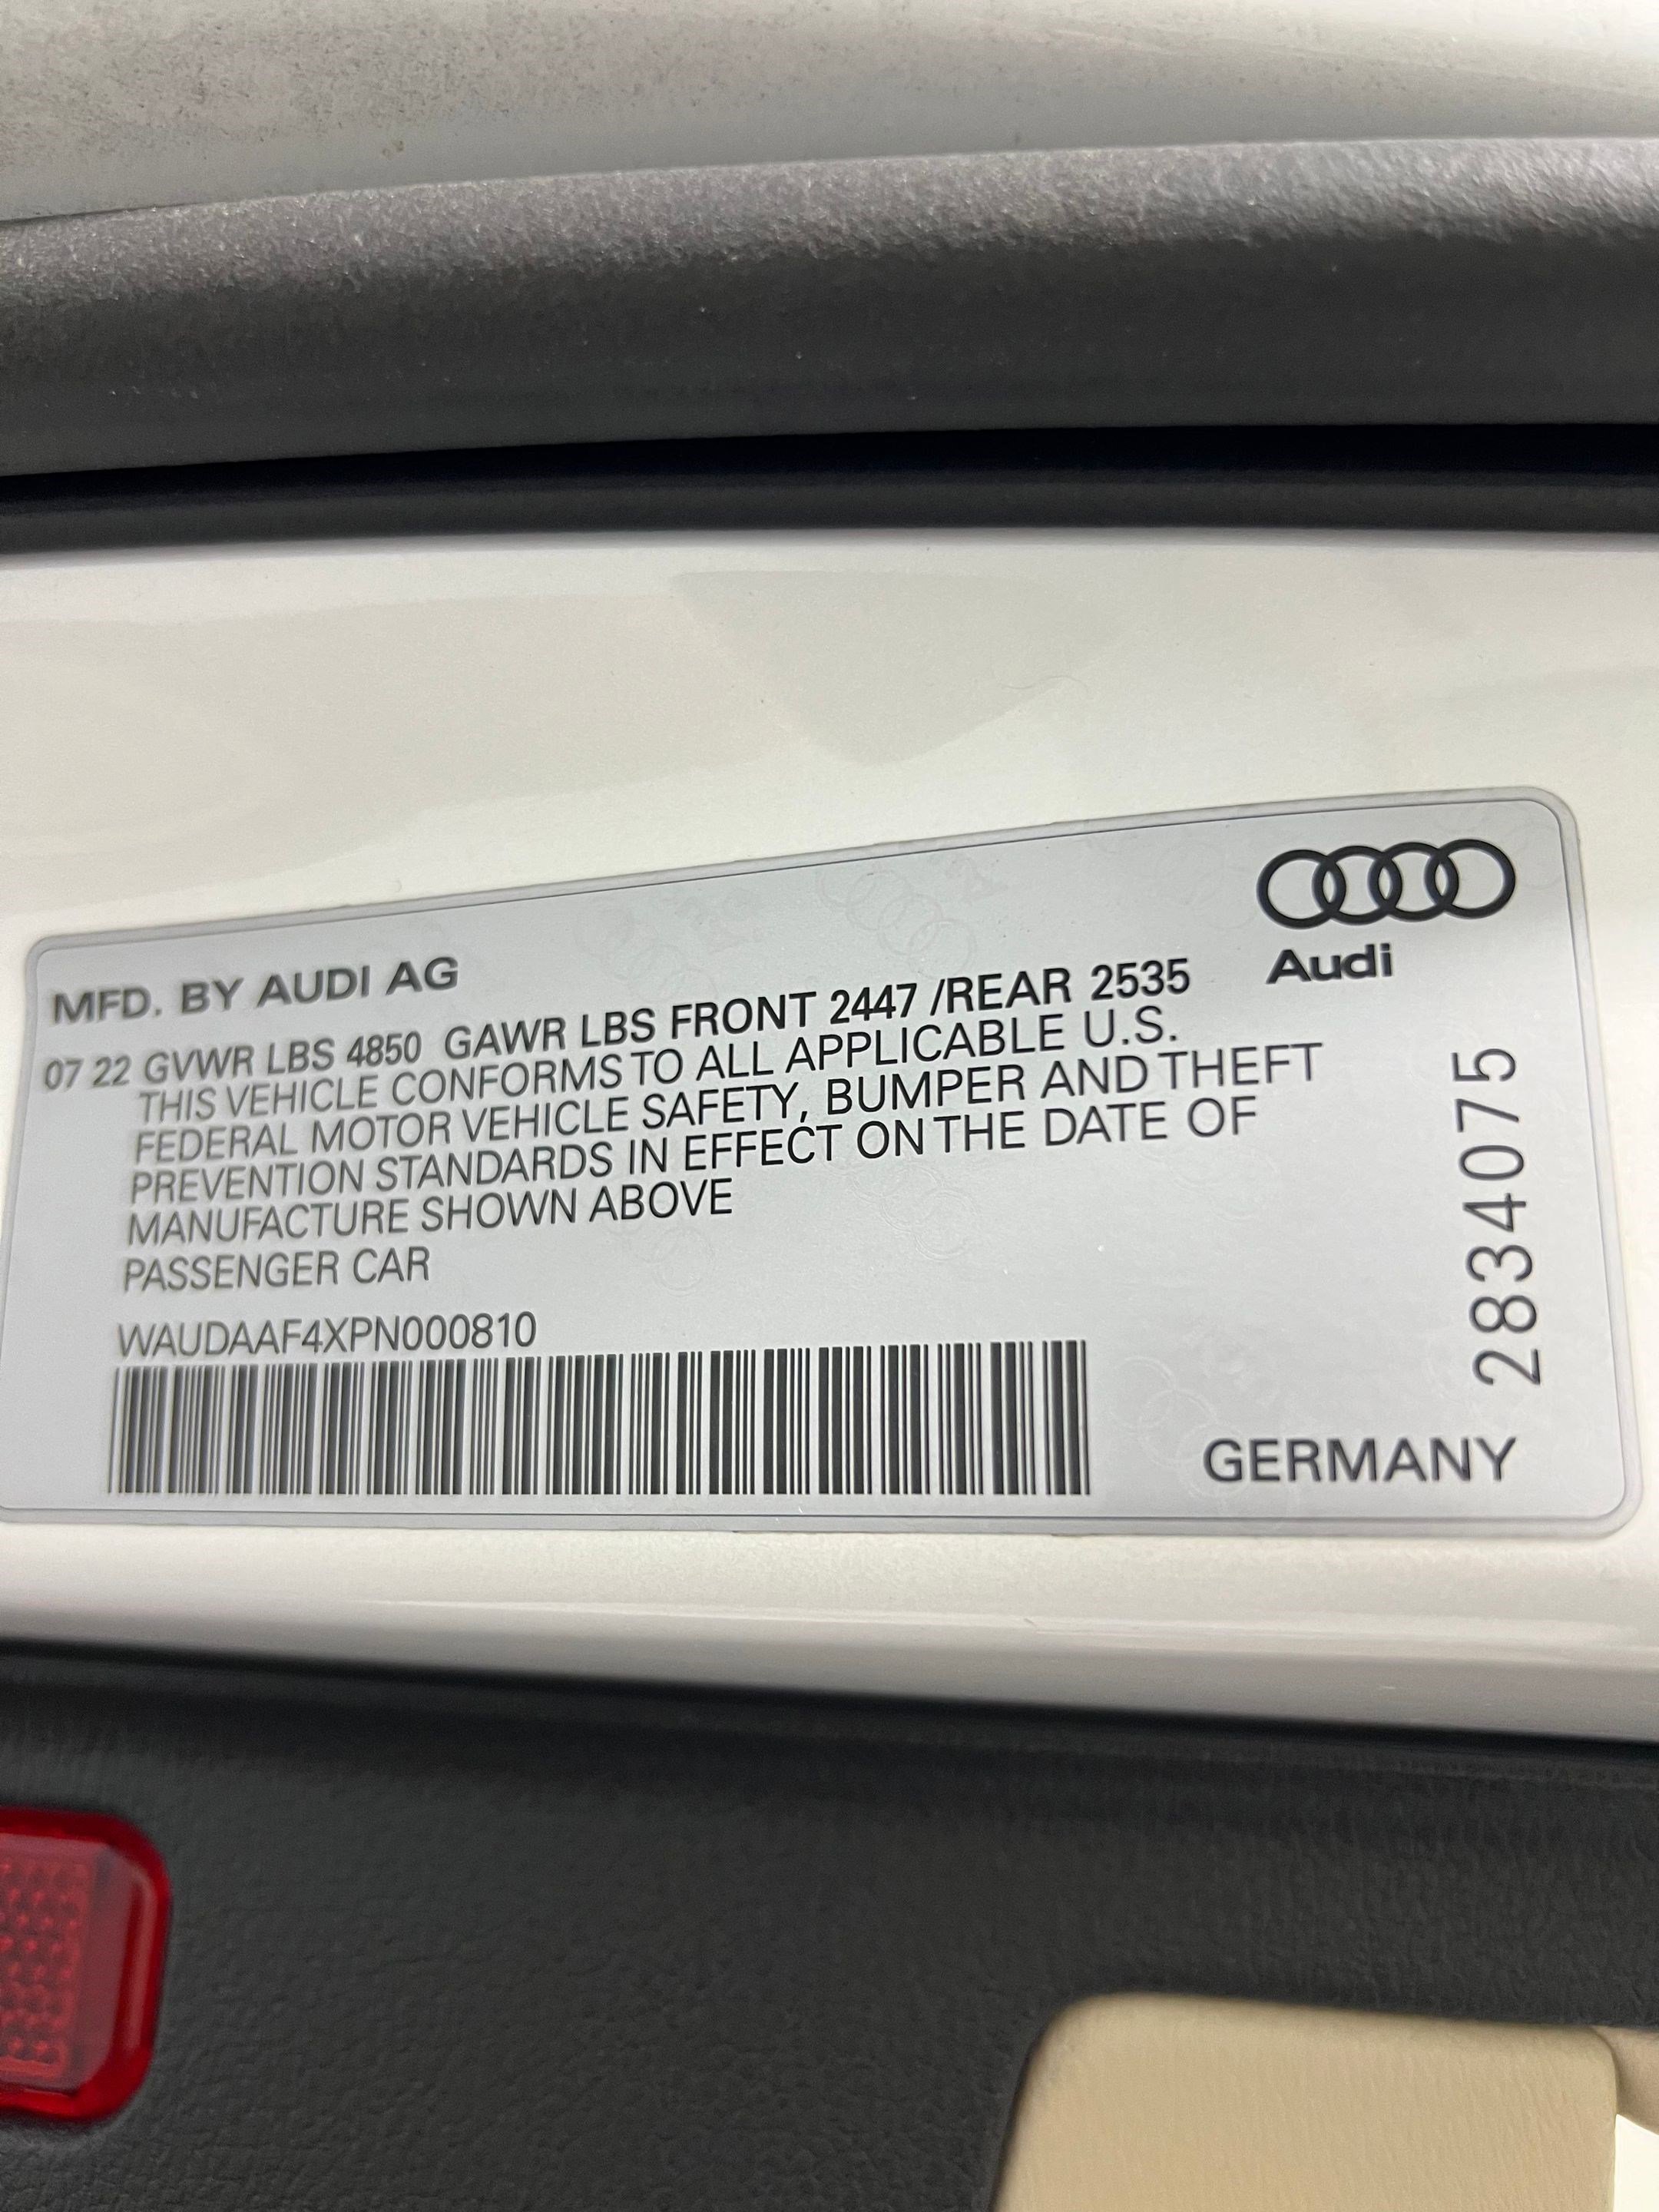 Audi
MFD. BY AUDI AG
07 22 GVWR LBS 4850 GAWR LBS FRONT 2447 /REAR 2535
THIS VEHICLE CONFORMS TO ALL APPLICABLE U.S.
FEDERAL MOTOR VEHICLE SAFETY, BUMPER AND THEFT
PREVENTION STANDARDS IN EFFECT ON THE DATE OF
MANUFACTURE SHOWN ABOVE
PASSENGER CAR
WAUDAAF4XPN000810
GERMANY
2834075